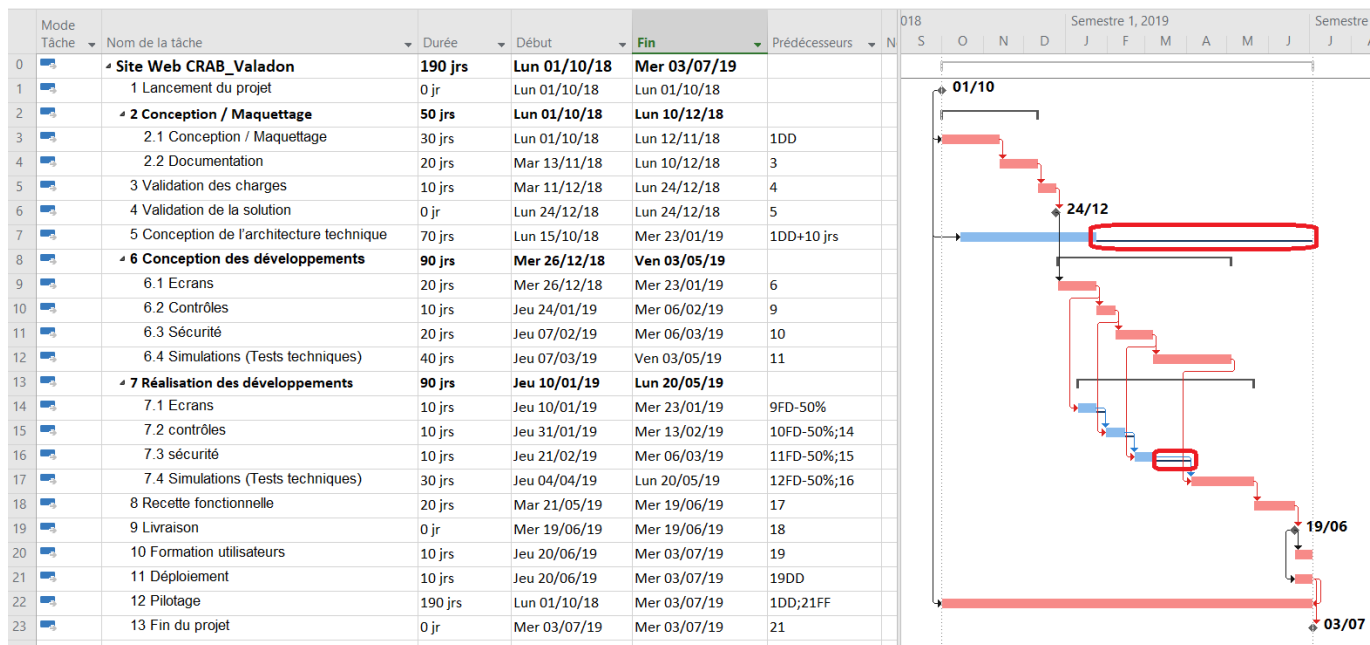 Mode Tâche Nom de la tâche Durée Début Fin Prédécesseurs N 018 Semestre 1, 2019 Semestre
S O N D J F M A M J J A
0 Site Web CRAB_Valadon 190 jrs Lun 01/10/18 Mer 03/07/19
1 1 Lancement du projet 0 jr Lun 01/10/18 Lun 01/10/18 01/10
2 2 Conception / Maquettage 50 jrs Lun 01/10/18 Lun 10/12/18
3 2.1 Conception / Maquettage 30 jrs Lun 01/10/18 Lun 12/11/18 1DD
4 2.2 Documentation 20 jrs Mar 13/11/18 Lun 10/12/18 3
5 3 Validation des charges 10 jrs Mar 11/12/18 Lun 24/12/18 4
6 4 Validation de la solution 0 jr Lun 24/12/18 Lun 24/12/18 5 24/12
7 5 Conception de l'architecture technique 70 jrs Lun 15/10/18 Mer 23/01/19 1DD+10 jrs
8 6 Conception des développements 90 jrs Mer 26/12/18 Ven 03/05/19
9 6.1 Ecrans 20 jrs Mer 26/12/18 Mer 23/01/19 6
10 6.2 Contrôles 10 jrs Jeu 24/01/19 Mer 06/02/19 9
11 6.3 Sécurité 20 jrs Jeu 07/02/19 Mer 06/03/19 10
12 6.4 Simulations (Tests techniques) 40 jrs Jeu 07/03/19 Ven 03/05/19 11
13 7 Réalisation des développements 90 jrs Jeu 10/01/19 Lun 20/05/19
14 7.1 Ecrans 10 jrs Jeu 10/01/19 Mer 23/01/19 9FD-50%
15 7.2 contrôles 10 jrs Jeu 31/01/19 Mer 13/02/19 10FD-50%;14
16 7.3 sécurité 10 jrs Jeu 21/02/19 Mer 06/03/19 11FD-50%;15
17 7.4 Simulations (Tests techniques) 30 jrs Jeu 04/04/19 Lun 20/05/19 12FD-50%;16
18 8 Recette fonctionnelle 20 jrs Mar 21/05/19 Mer 19/06/19 17
19 9 Livraison 0 jr Mer 19/06/19 Mer 19/06/19 18 19/06
20 10 Formation utilisateurs 10 jrs Jeu 20/06/19 Mer 03/07/19 19
21 11 Déploiement 10 jrs Jeu 20/06/19 Mer 03/07/19 19DD
22 12 Pilotage 190 jrs Lun 01/10/18 Mer 03/07/19 1DD;21FF
23 13 Fin du projet 0 jr Mer 03/07/19 Mer 03/07/19 21 03/07